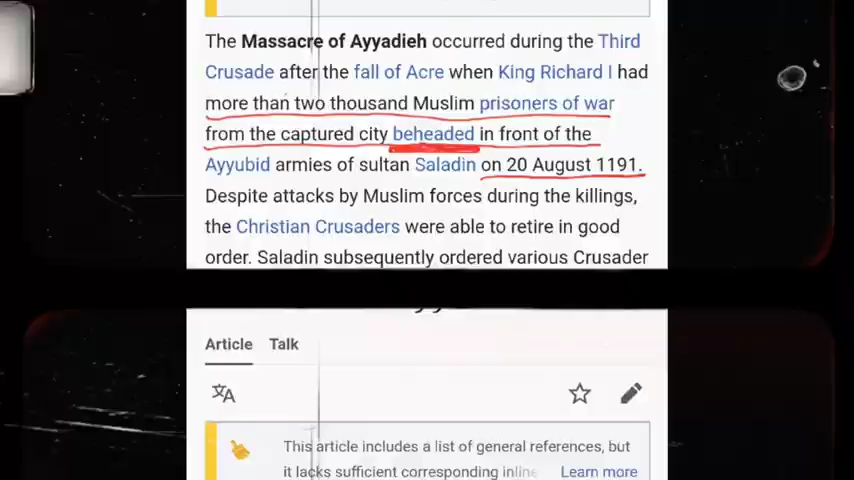 The Massacre of Ayyadieh occurred during the Third
Crusade after the fall of Acre when King Richard I had
more than two thousand Muslim prisoners of war
from the captured city beheaded in front of the
Ayyubid armies of sultan Saladin on 20 August 1191.
Despite attacks by Muslim forces during the killings,
the Christian Crusaders were able to retire in good
order. Saladin subsequently ordered various Crusader
Article Talk
This article includes a list of general references, but
it lacks sufficient corresponding inline Learn more